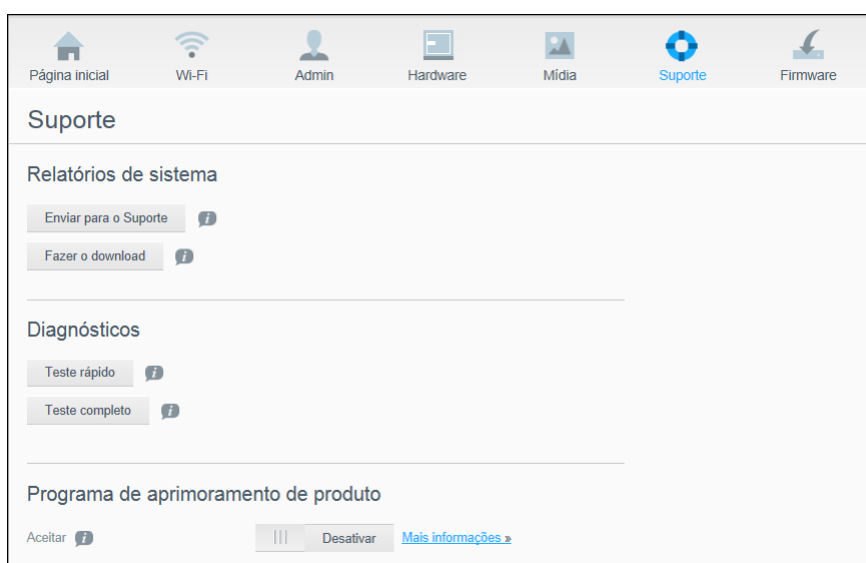 Página inicial Wi-Fi Admin Hardware Mídia Suporte Firmware
Suporte
Relatórios de sistema
Enviar para o Suporte
Fazer o download
Diagnósticos
Teste rápido
Teste completo
Programa de aprimoramento de produto
Aceitar Desativar Mais informações »